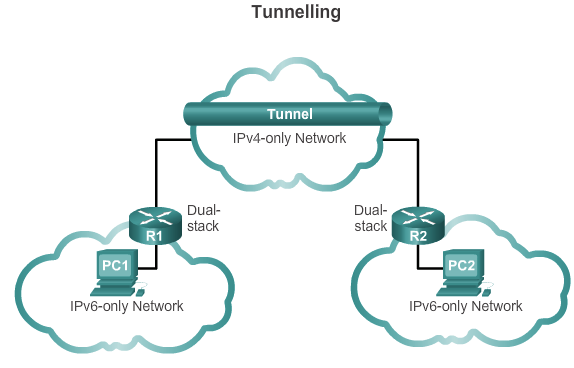 Tunnelling
Tunnel
IPv4-only Network
Dual-
stack
R1
Dual-
stack
R2
PC1
IPv6-only Network
PC2
IPv6-only Network